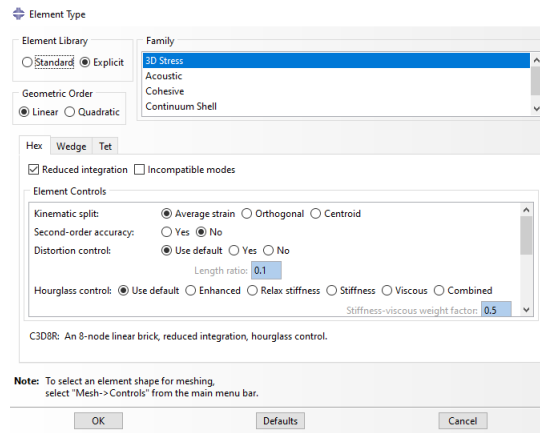 Element Type
Element Library
Standard Explicit
Family
3D Stress
Acoustic
Cohesive
Continuum Shell
Geometric Order
Linear Quadratic
Hex Wedge Tet
Reduced integration Incompatible modes
Element Controls
Kinematic split: Average strain Orthogonal Centroid
Second-order accuracy: Yes No
Distortion control: Use default Yes No
Length ratio: 0.1
Hourglass control: Use default Enhanced Relax stiffness Stiffness Viscous Combined
Stiffness-viscous weight factor: 0.5
C3D8R: An 8-node linear brick, reduced integration, hourglass control.
Note: To select an element shape for meshing,
select "Mesh->Controls" from the main menu bar.
OK Defaults Cancel